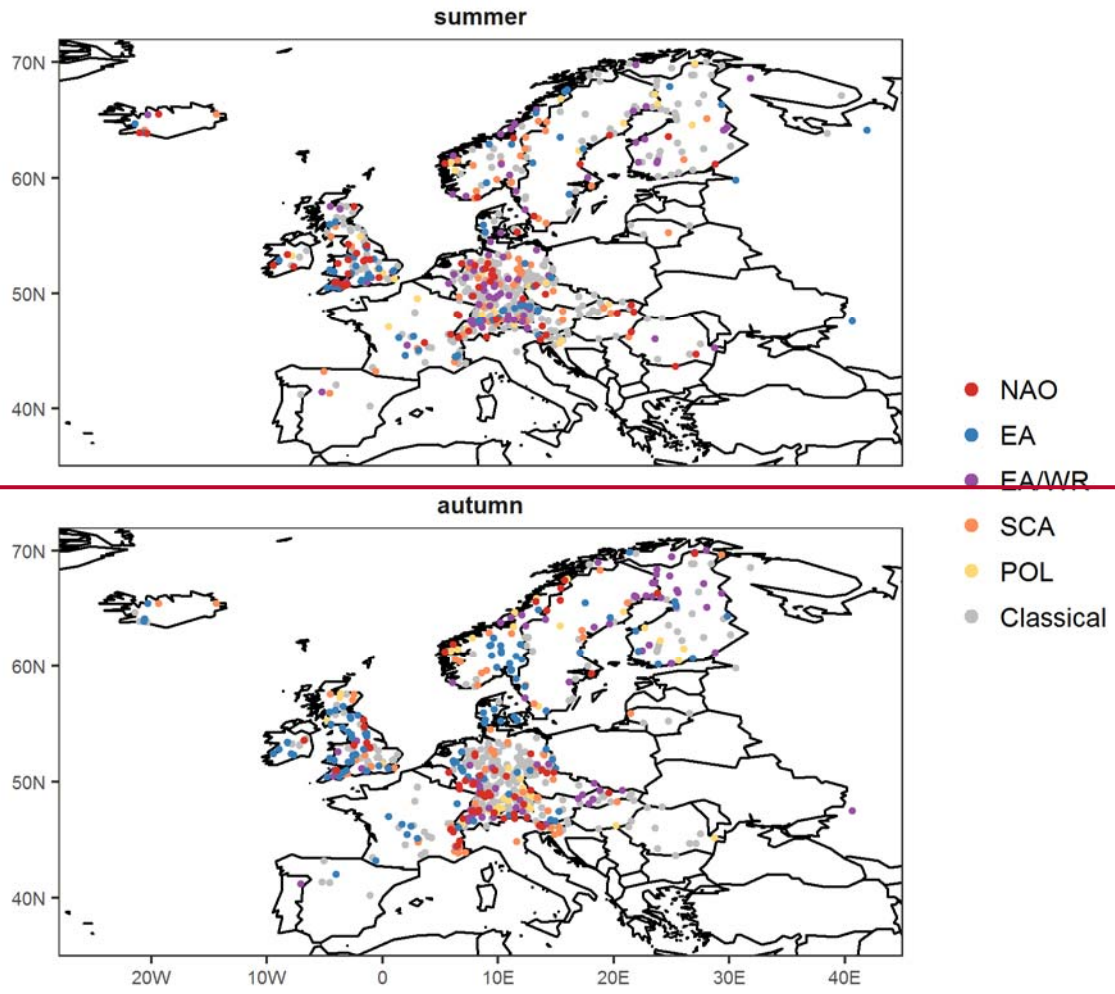 summer
70N
60N
50N
40N
NAO
EA
EA/WR
SCA
POL
Classical
autumn
70N
60N
50N
40N
20W 10W 0 10E 20E 30E 40E